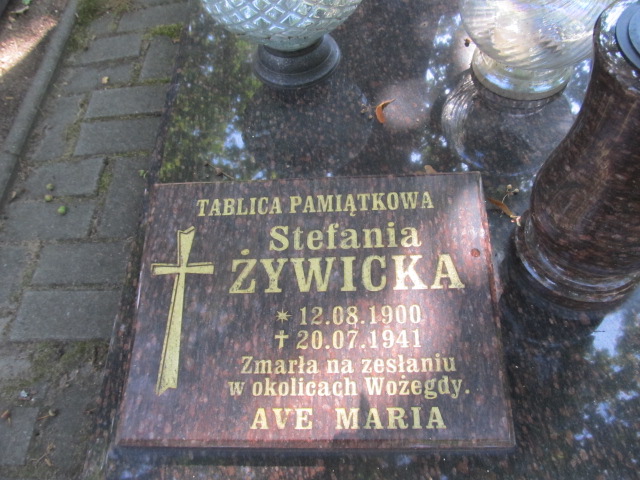 TABLICA PAMIĄTKOWA
Stefania
ŻYWICKA
✶ 12.08.1900
✝ 20.07.1941
Zmarła na zesłaniu
w okolicach Wożegdy.
AVE MARIA